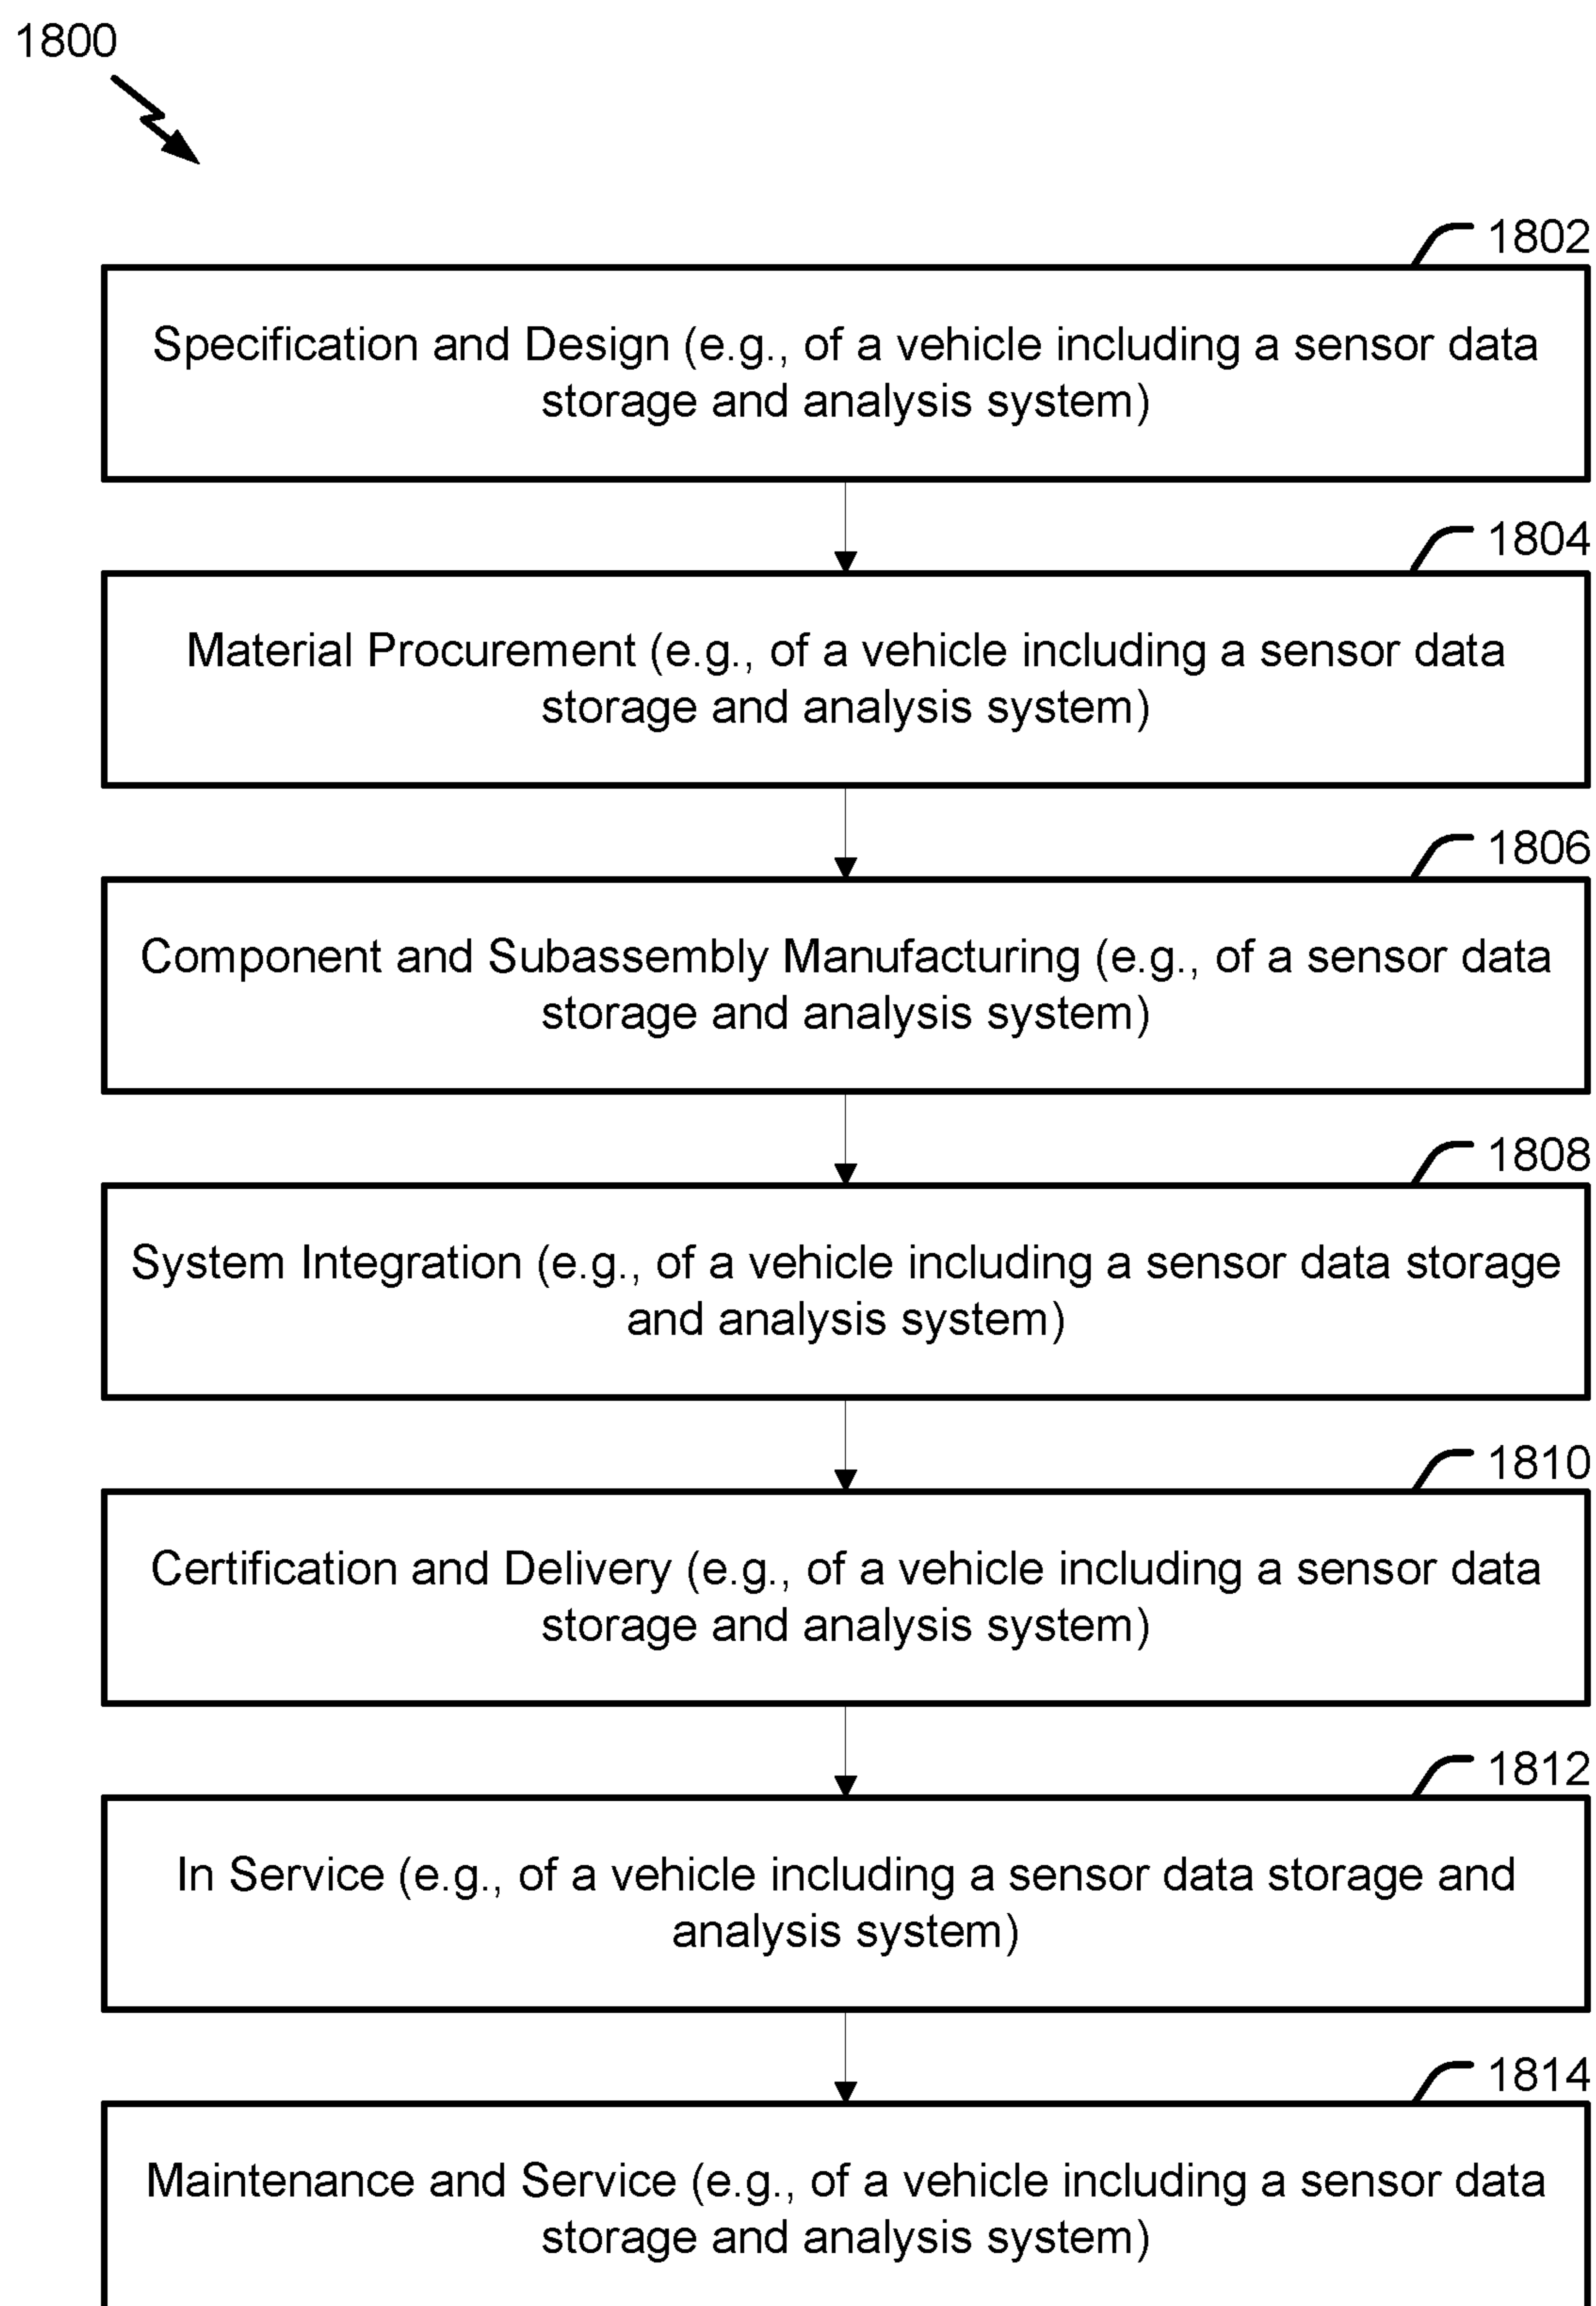 1800
1802
Specification and Design (e.g., of a vehicle including a sensor data
storage and analysis system)
1804
Material Procurement (e.g., of a vehicle including a sensor data
storage and analysis system)
1806
Component and Subassembly Manufacturing (e.g., of a sensor data
storage and analysis system)
1808
System Integration (e.g., of a vehicle including a sensor data storage
and analysis system)
1810
Certification and Delivery (e.g., of a vehicle including a sensor data
storage and analysis system)
1812
In Service (e.g., of a vehicle including a sensor data storage and
analysis system)
1814
Maintenance and Service (e.g., of a vehicle including a sensor data
storage and analysis system)